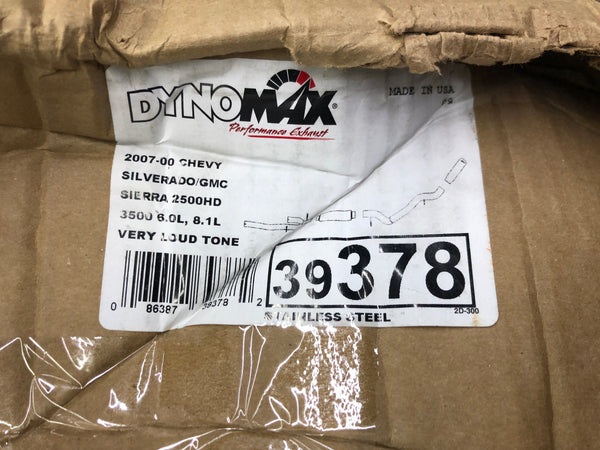 DYNOMAX®
Performance Exhaust
MADE IN USA
#9
2007-00 CHEVY
SILVERADO/GMC
SIERRA 2500HD
3500 6.0L, 8.1L
VERY LOUD TONE
39378
0 86387 39378 2
STAINLESS STEEL
2D-300